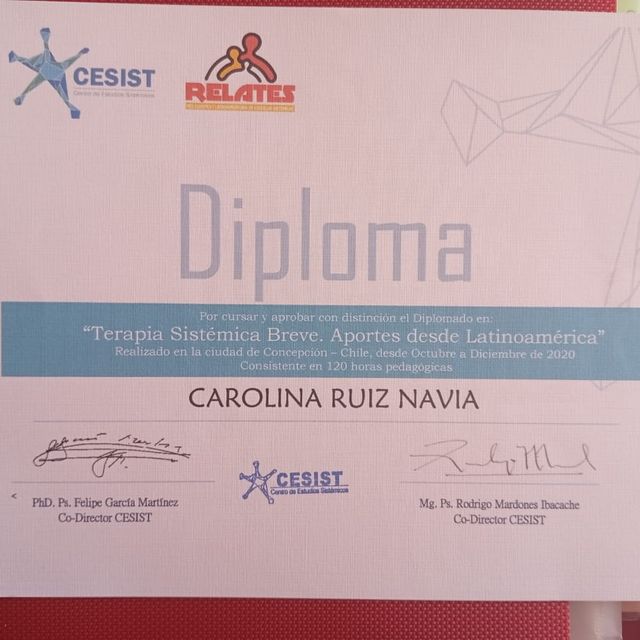 CESIST
Centro de Estudios Sistémicos
RELATES
Diploma
Por cursar y aprobar con distinción el Diplomado en:
“Terapia Sistémica Breve. Aportes desde Latinoamérica”
Realizado en la ciudad de Concepción – Chile, desde Octubre a Diciembre de 2020
Consistente en 120 horas pedagógicas
CAROLINA RUIZ NAVIA
CESIST
Centro de Estudios Sistémicos
PhD. Ps. Felipe García Martínez
Co-Director CESIST
Mg. Ps. Rodrigo Mardones Ibacache
Co-Director CESIST